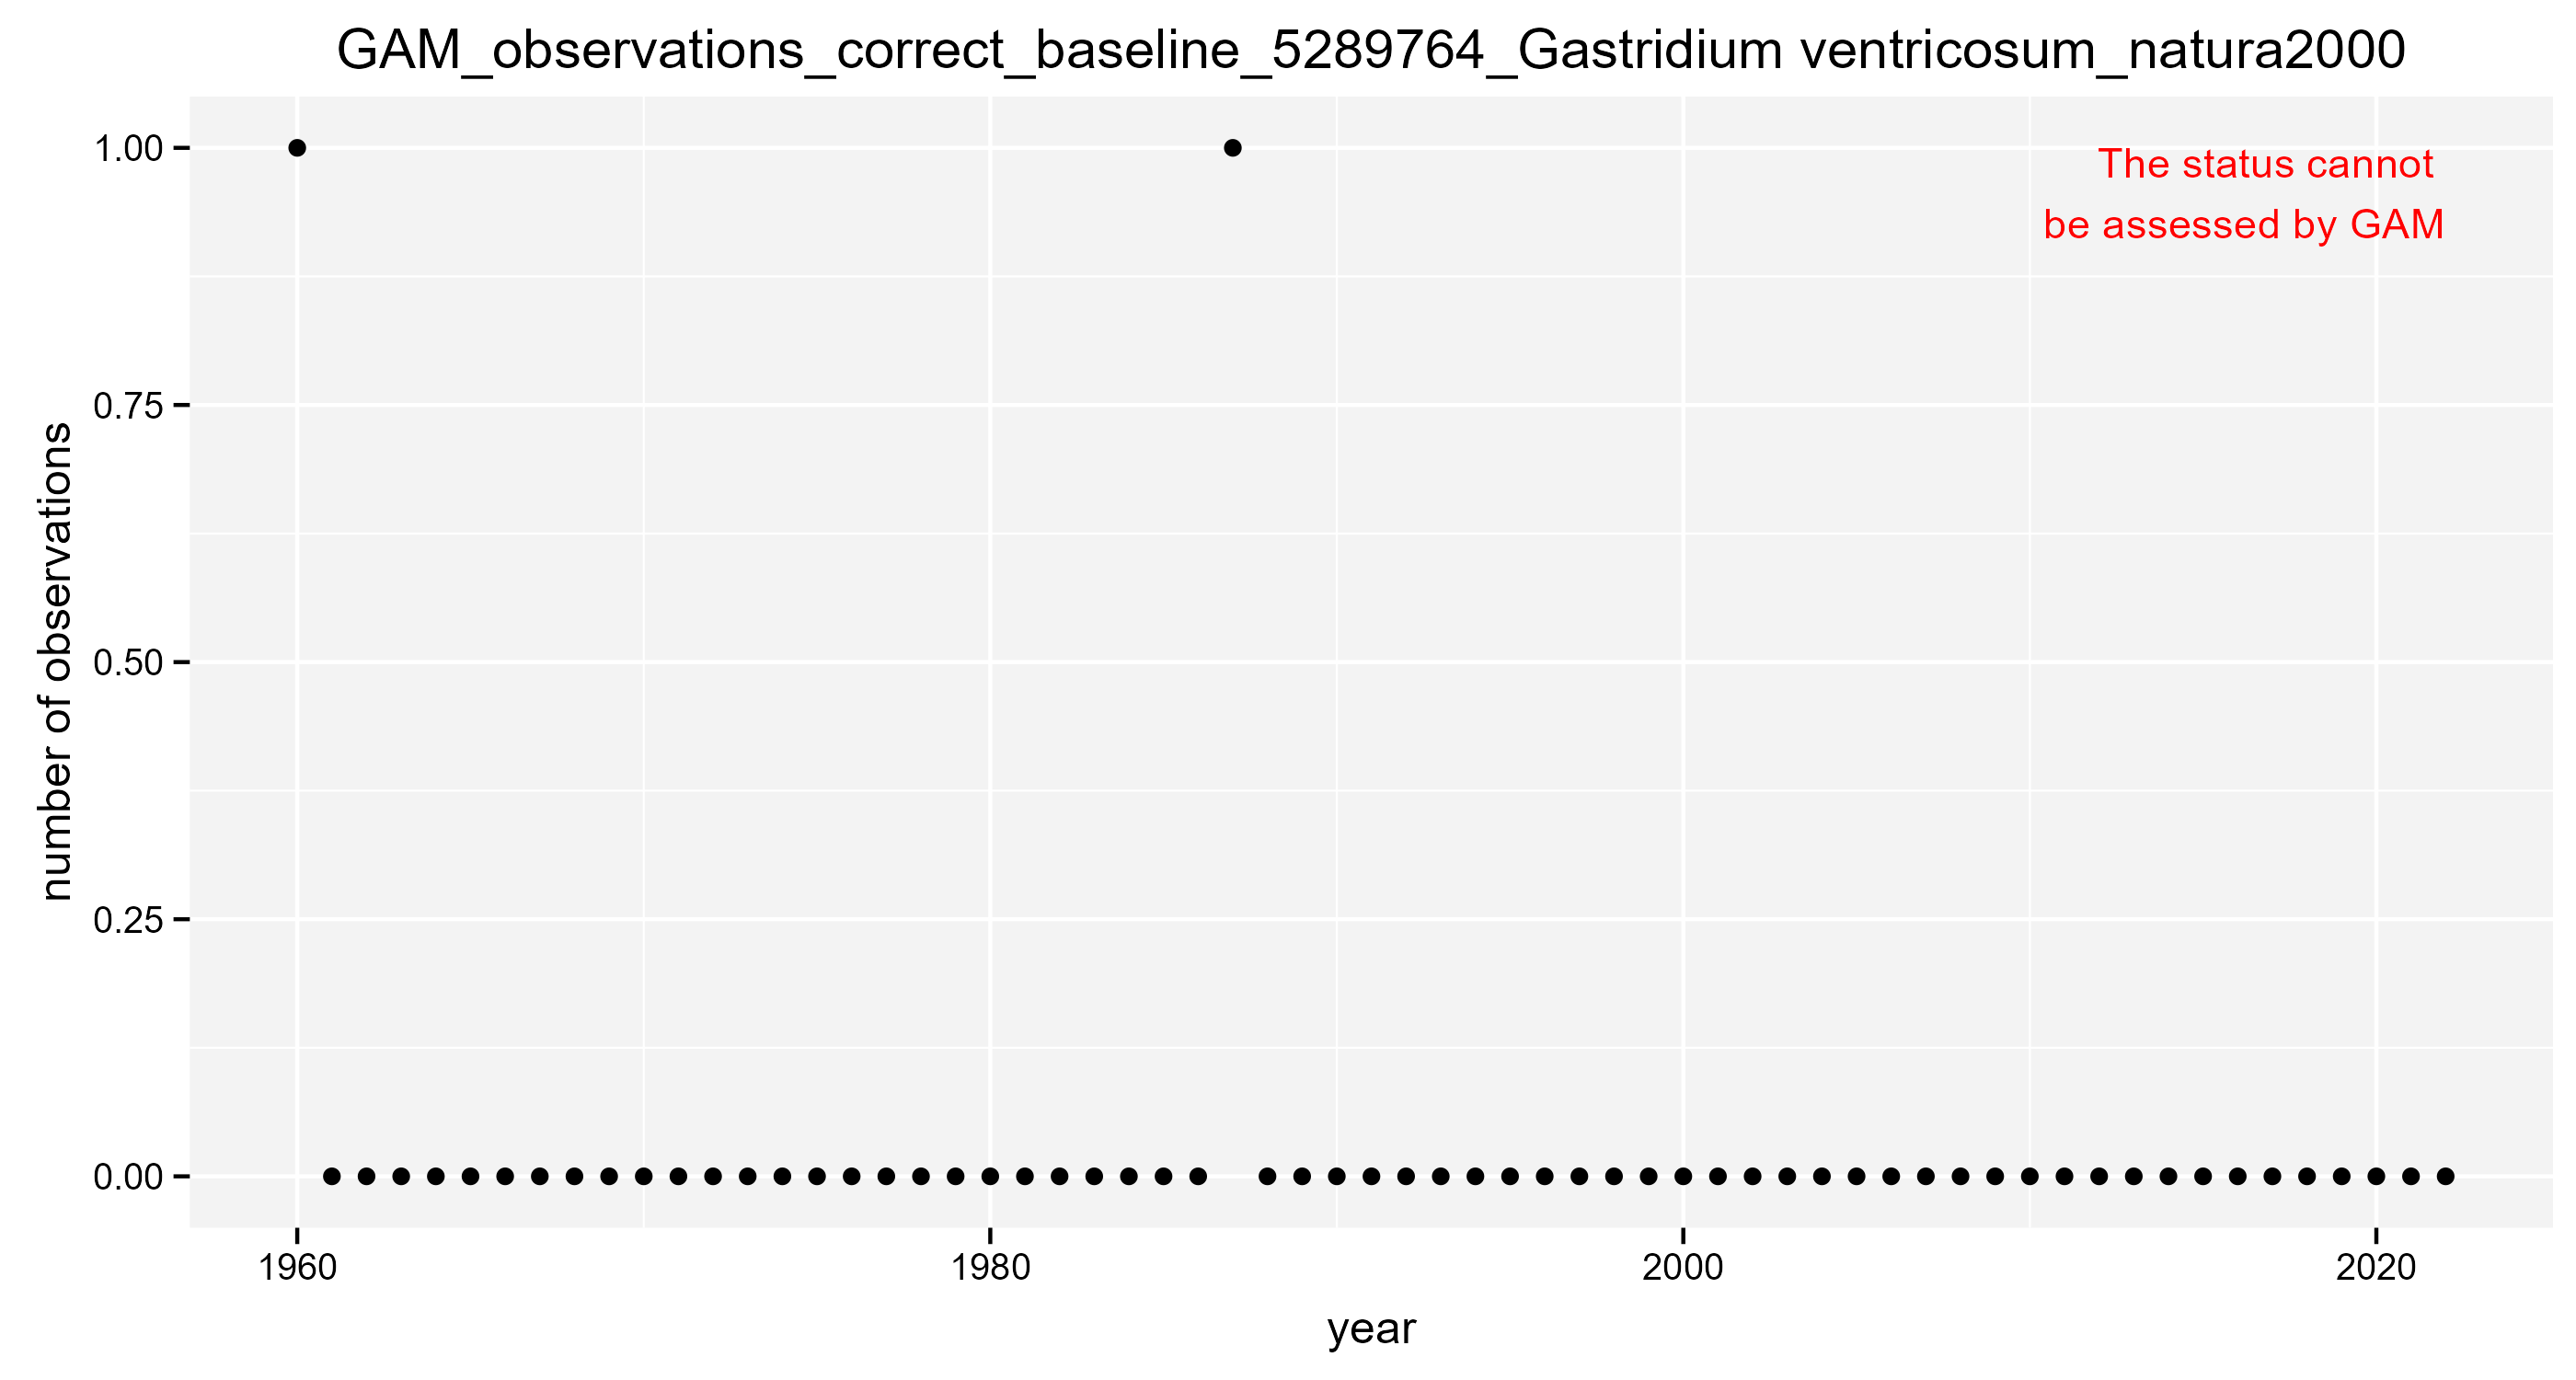 GAM_observations_correct_baseline_5289764_Gastridium ventricosum_natura2000
1.00
The status cannot
be assessed by GAM
0.75
0.50
0.25
0.00
number of observations
1960
1980
2000
2020
year